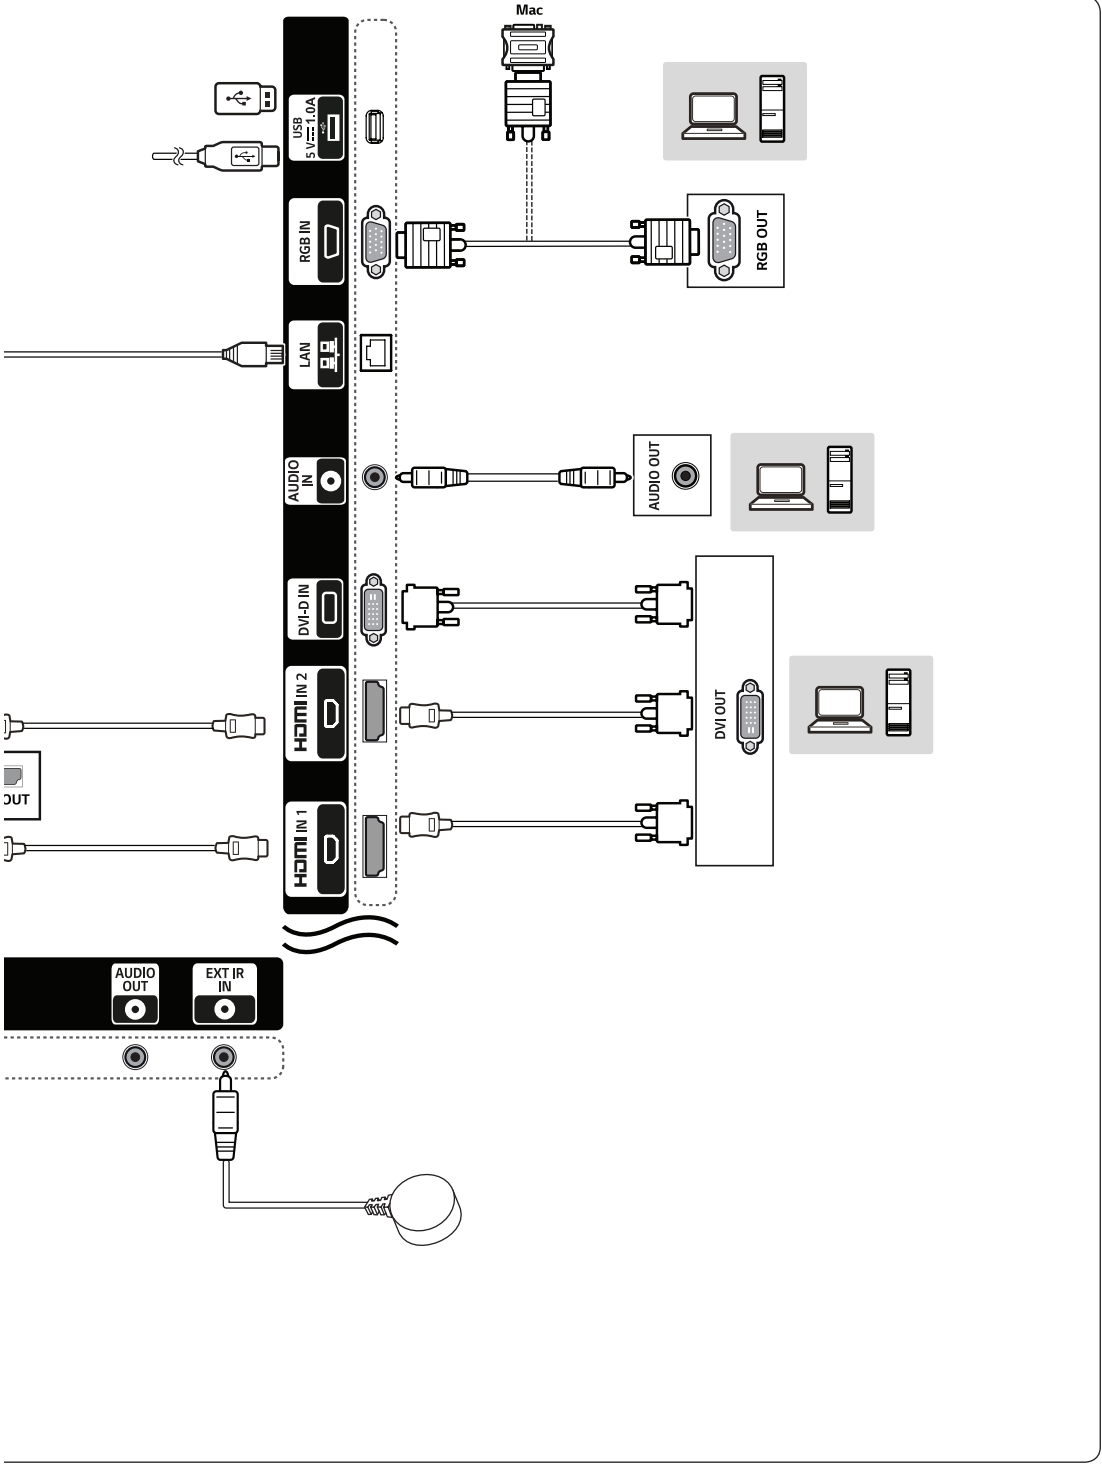 Mac
USB
5 V⎓1.0A
RGB IN
RGB OUT
LAN
AUDIO
IN
AUDIO OUT
DVI-D IN
HDMI IN 2
DVI OUT
OUT
HDMI IN 1
AUDIO
OUT
EXT IR
IN